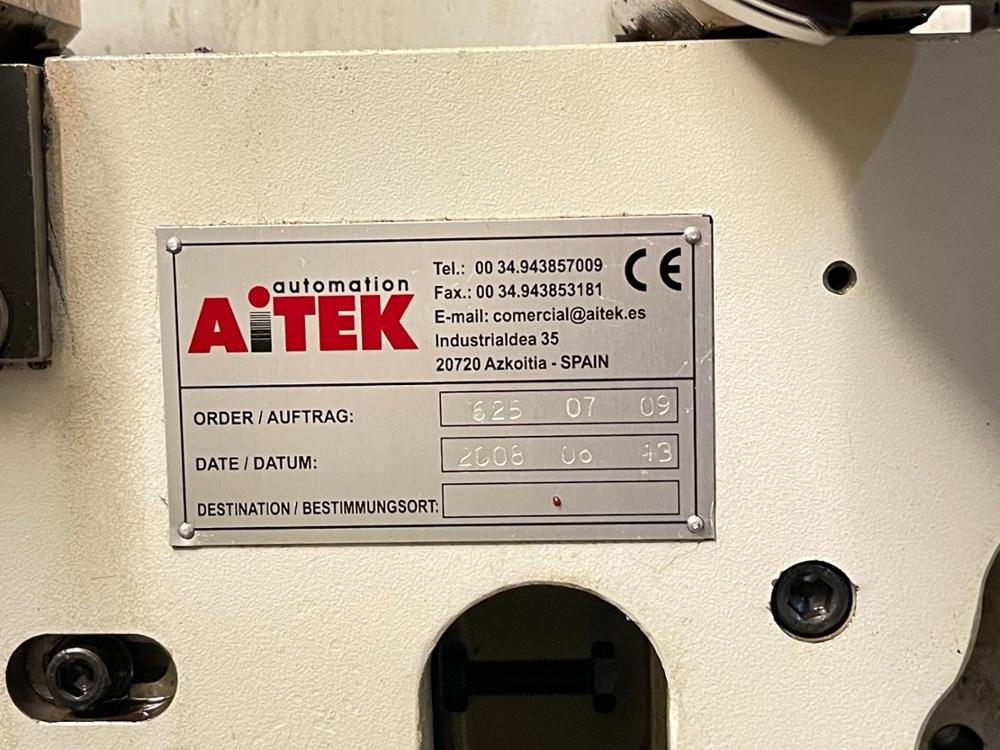 automation
AiTEK
Tel.: 00 34.943857009
Fax.: 00 34.943853181
E-mail: comercial@aitek.es
Industrialdea 35
20720 Azkoitia - SPAIN
CE
ORDER / AUFTRAG: 625 07 09
DATE / DATUM: 2008 13
DESTINATION / BESTIMMUNGSORT: